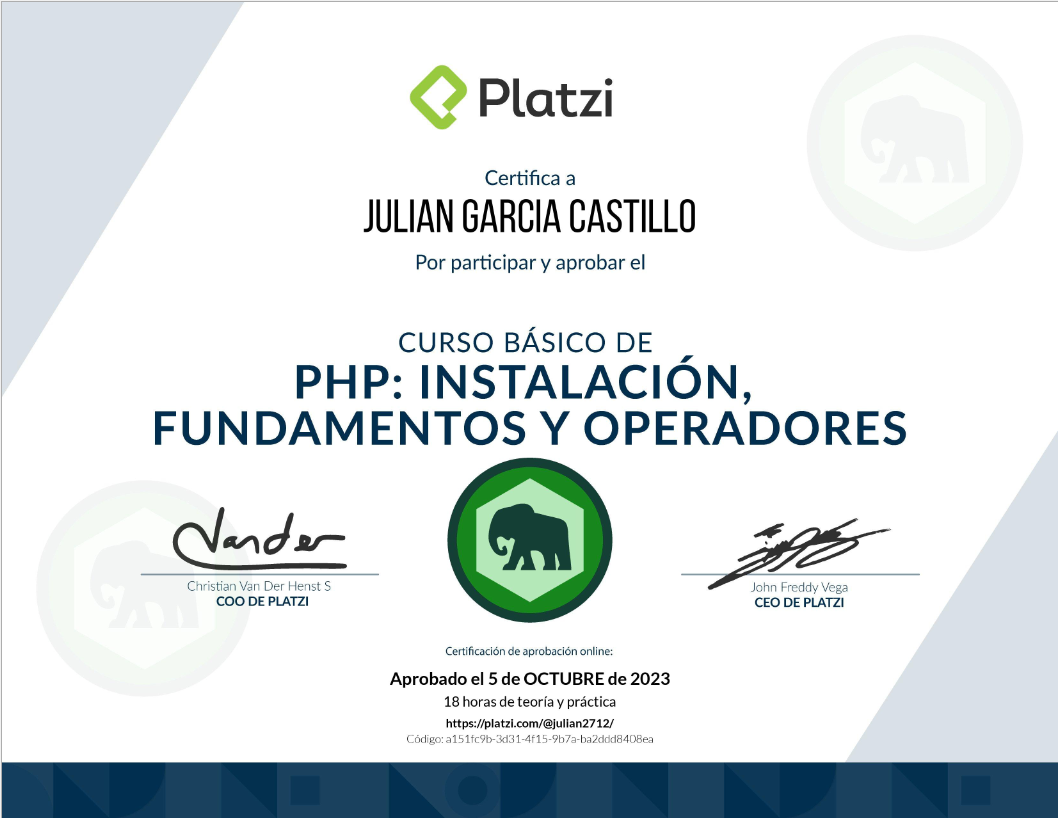 Platzi
Certifica a
JULIAN GARCIA CASTILLO
Por participar y aprobar el
CURSO BÁSICO DE
PHP: INSTALACIÓN,
FUNDAMENTOS Y OPERADORES
Vander
Christian Van Der Henst S
COO DE PLATZI
John Freddy Vega
CEO DE PLATZI
Certificación de aprobación online:
Aprobado el 5 de OCTUBRE de 2023
18 horas de teoría y práctica
https://platzi.com/@julian2712/
Código: a151fc9b-3d31-4f15-9b7a-ba2ddd8408ea